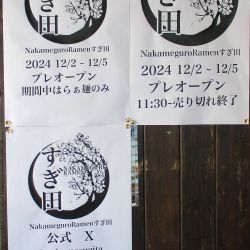 すぎ田
NakameguroRamenすぎ田
2024 12/2 - 12/5
プレオープン
期間中はらぁ麺のみ
すぎ田
NakameguroRamenすぎ田
2024 12/2 - 12/5
プレオープン
11:30~売り切れ終了
すぎ田
NakameguroRamenすぎ田
公式 X